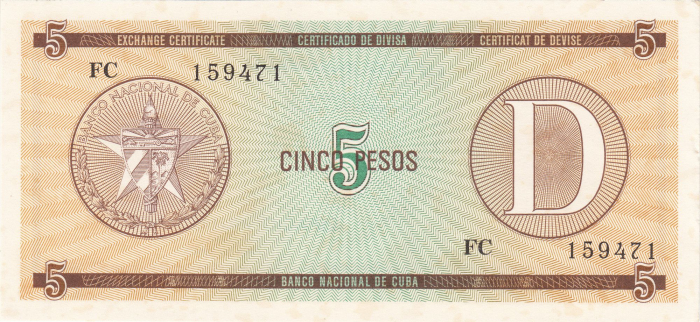 5 EXCHANGE CERTIFICATE CERTIFICADO DE DIVISA CERTIFICAT DE DEVISE 5
FC 159471
BANCO NACIONAL DE CUBA
CINCO PESOS
5
D
FC 159471
5 BANCO NACIONAL DE CUBA 5